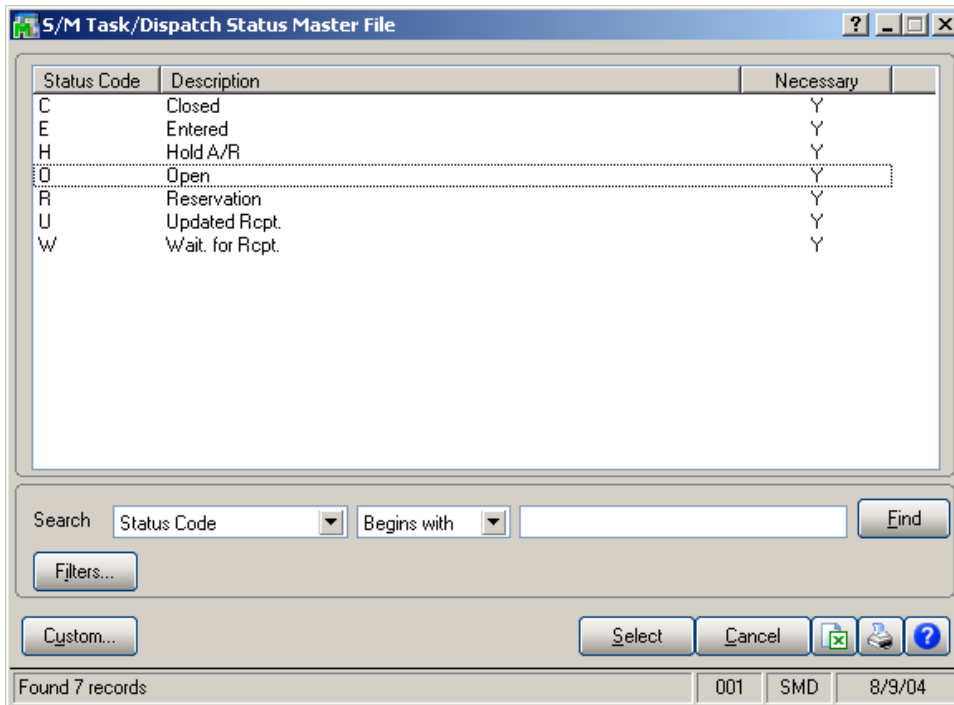 S/M Task/Dispatch Status Master File
Status Code Description Necessary
C Closed Y
E Entered Y
H Hold A/R Y
O Open Y
R Reservation Y
U Updated Rcpt. Y
W Wait. for Rcpt. Y
Search Status Code Begins with Find
Filters...
Custom... Select Cancel ?
Found 7 records 001 SMD 8/9/04